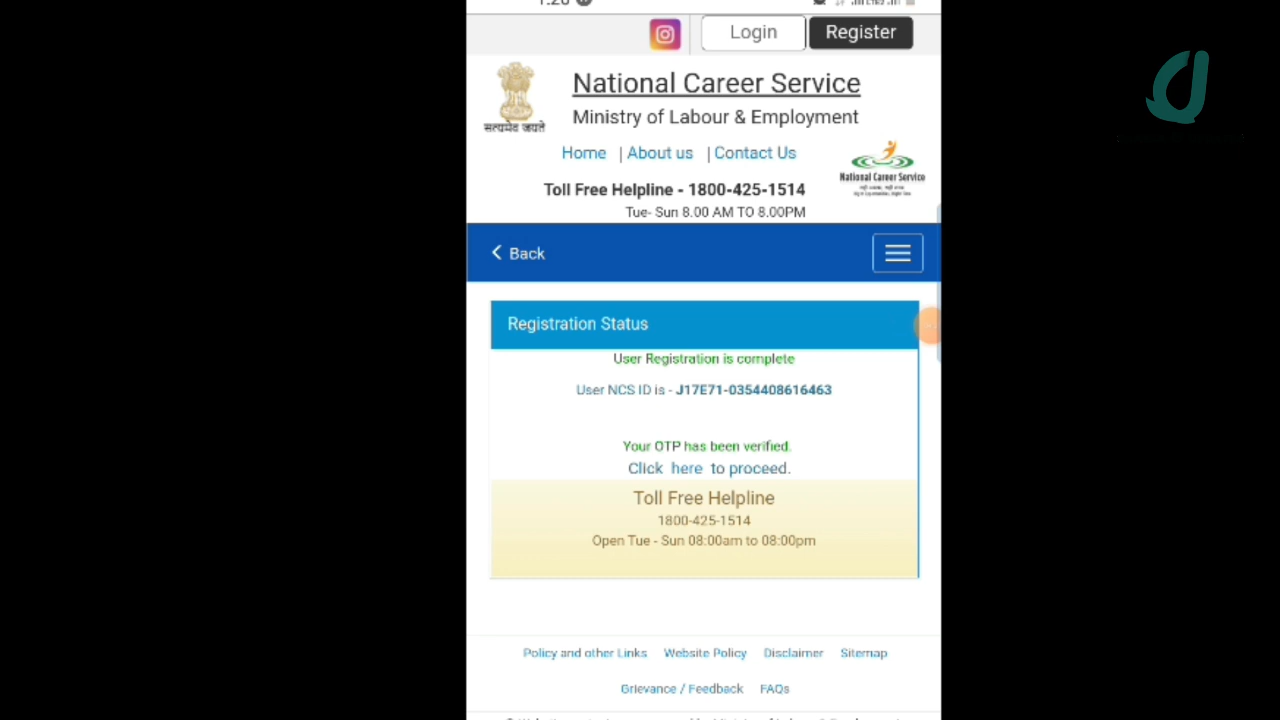 Login Register
National Career Service
सत्यमेव जयते
Ministry of Labour & Employment
Home | About us | Contact Us
National Career Service
Toll Free Helpline - 1800-425-1514
Tue- Sun 8.00 AM TO 8.00PM
Back
Registration Status
User Registration is complete
User NCS ID is - J17E71-0354408616463
Your OTP has been verified.
Click here to proceed.
Toll Free Helpline
1800-425-1514
Open Tue - Sun 08:00am to 08:00pm
Policy and other Links Website Policy Disclaimer Sitemap
Grievance / Feedback FAQs